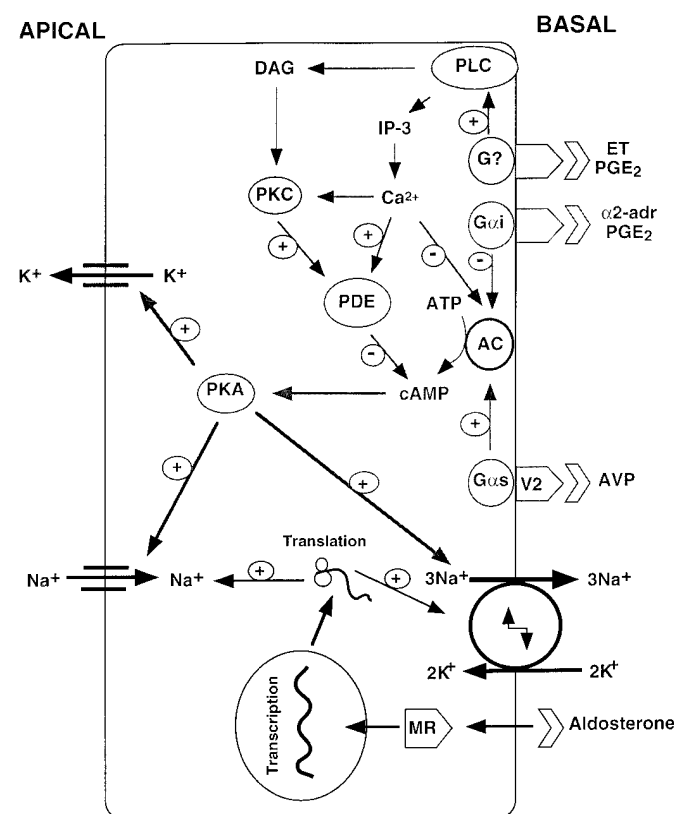 APICAL
BASAL
DAG
PLC
IP-3
+
G?
ET
PGE₂
PKC
Ca²⁺
Gαi
α2-adr
PGE₂
+
+
-
-
K⁺
K⁺
PDE
ATP
+
-
AC
PKA
cAMP
+
+
Gαs
V2
AVP
+
Translation
Na⁺
Na⁺
+
+
3Na⁺
3Na⁺
2K⁺
2K⁺
Transcription
MR
Aldosterone